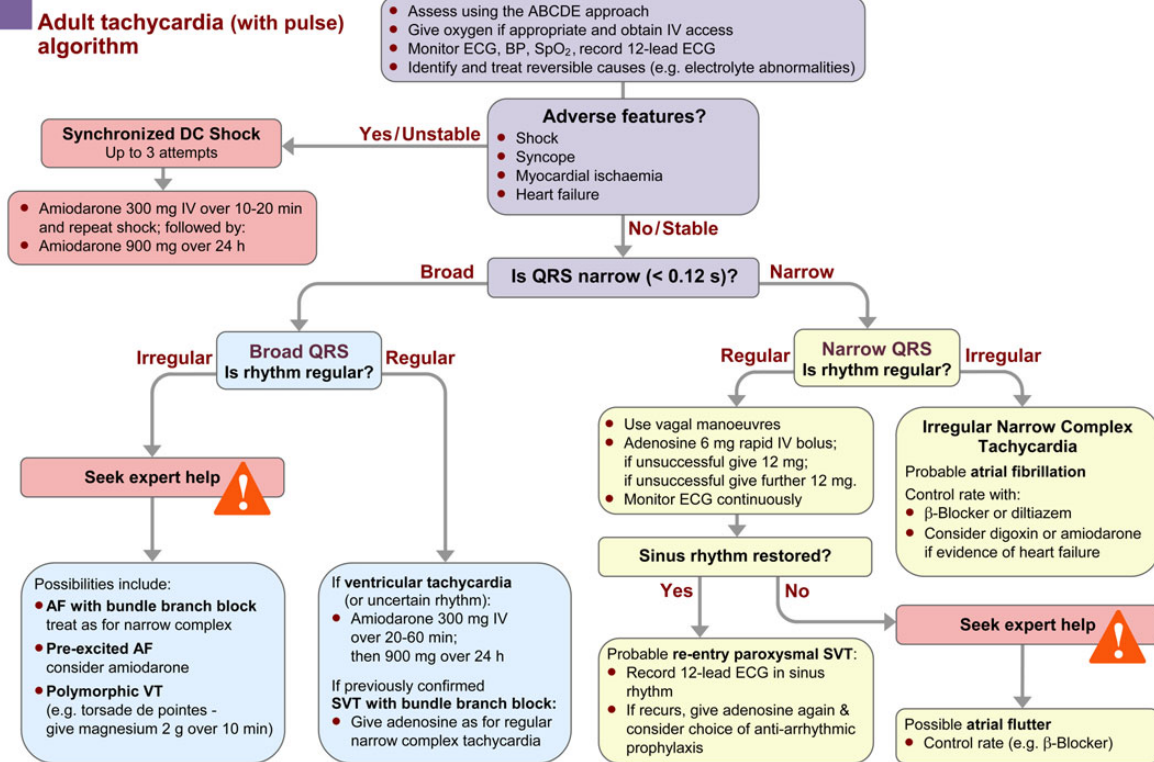 Adult tachycardia (with pulse)
algorithm
Assess using the ABCDE approach
Give oxygen if appropriate and obtain IV access
Monitor ECG, BP, SpO₂, record 12-lead ECG
Identify and treat reversible causes (e.g. electrolyte abnormalities)
Adverse features?
Shock
Syncope
Myocardial ischaemia
Heart failure
Yes/Unstable
Synchronized DC Shock
Up to 3 attempts
Amiodarone 300 mg IV over 10-20 min
and repeat shock; followed by:
Amiodarone 900 mg over 24 h
No/Stable
Is QRS narrow (< 0.12 s)?
Broad
Narrow
Broad QRS
Is rhythm regular?
Irregular
Regular
Seek expert help
!
Possibilities include:
AF with bundle branch block
treat as for narrow complex
Pre-excited AF
consider amiodarone
Polymorphic VT
(e.g. torsade de pointes -
give magnesium 2 g over 10 min)
If ventricular tachycardia
(or uncertain rhythm):
Amiodarone 300 mg IV
over 20-60 min;
then 900 mg over 24 h
If previously confirmed
SVT with bundle branch block:
Give adenosine as for regular
narrow complex tachycardia
Narrow QRS
Is rhythm regular?
Regular
Irregular
Use vagal manoeuvres
Adenosine 6 mg rapid IV bolus;
if unsuccessful give 12 mg;
if unsuccessful give further 12 mg.
Monitor ECG continuously
Sinus rhythm restored?
Yes
No
Probable re-entry paroxysmal SVT:
Record 12-lead ECG in sinus
rhythm
If recurs, give adenosine again &
consider choice of anti-arrhythmic
prophylaxis
Irregular Narrow Complex
Tachycardia
Probable atrial fibrillation
Control rate with:
β-Blocker or diltiazem
Consider digoxin or amiodarone
if evidence of heart failure
Seek expert help
!
Possible atrial flutter
Control rate (e.g. β-Blocker)